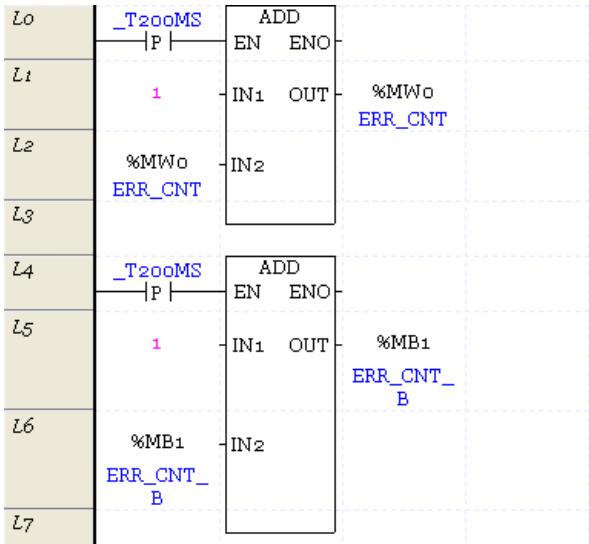 L0 _T200MS ADD
P EN ENO
L1 1 IN1 OUT %MW0
ERR_CNT
L2 %MW0 IN2
ERR_CNT
L3
L4 _T200MS ADD
P EN ENO
L5 1 IN1 OUT %MB1
ERR_CNT_
B
L6 %MB1 IN2
ERR_CNT_
B
L7